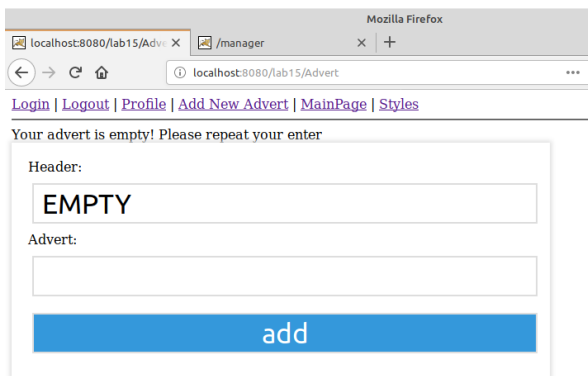 Mozilla Firefox
localhost:8080/lab15/Adve
/manager
localhost:8080/lab15/Advert
Login | Logout | Profile | Add New Advert | MainPage | Styles
Your advert is empty! Please repeat your enter
Header:
EMPTY
Advert:
add